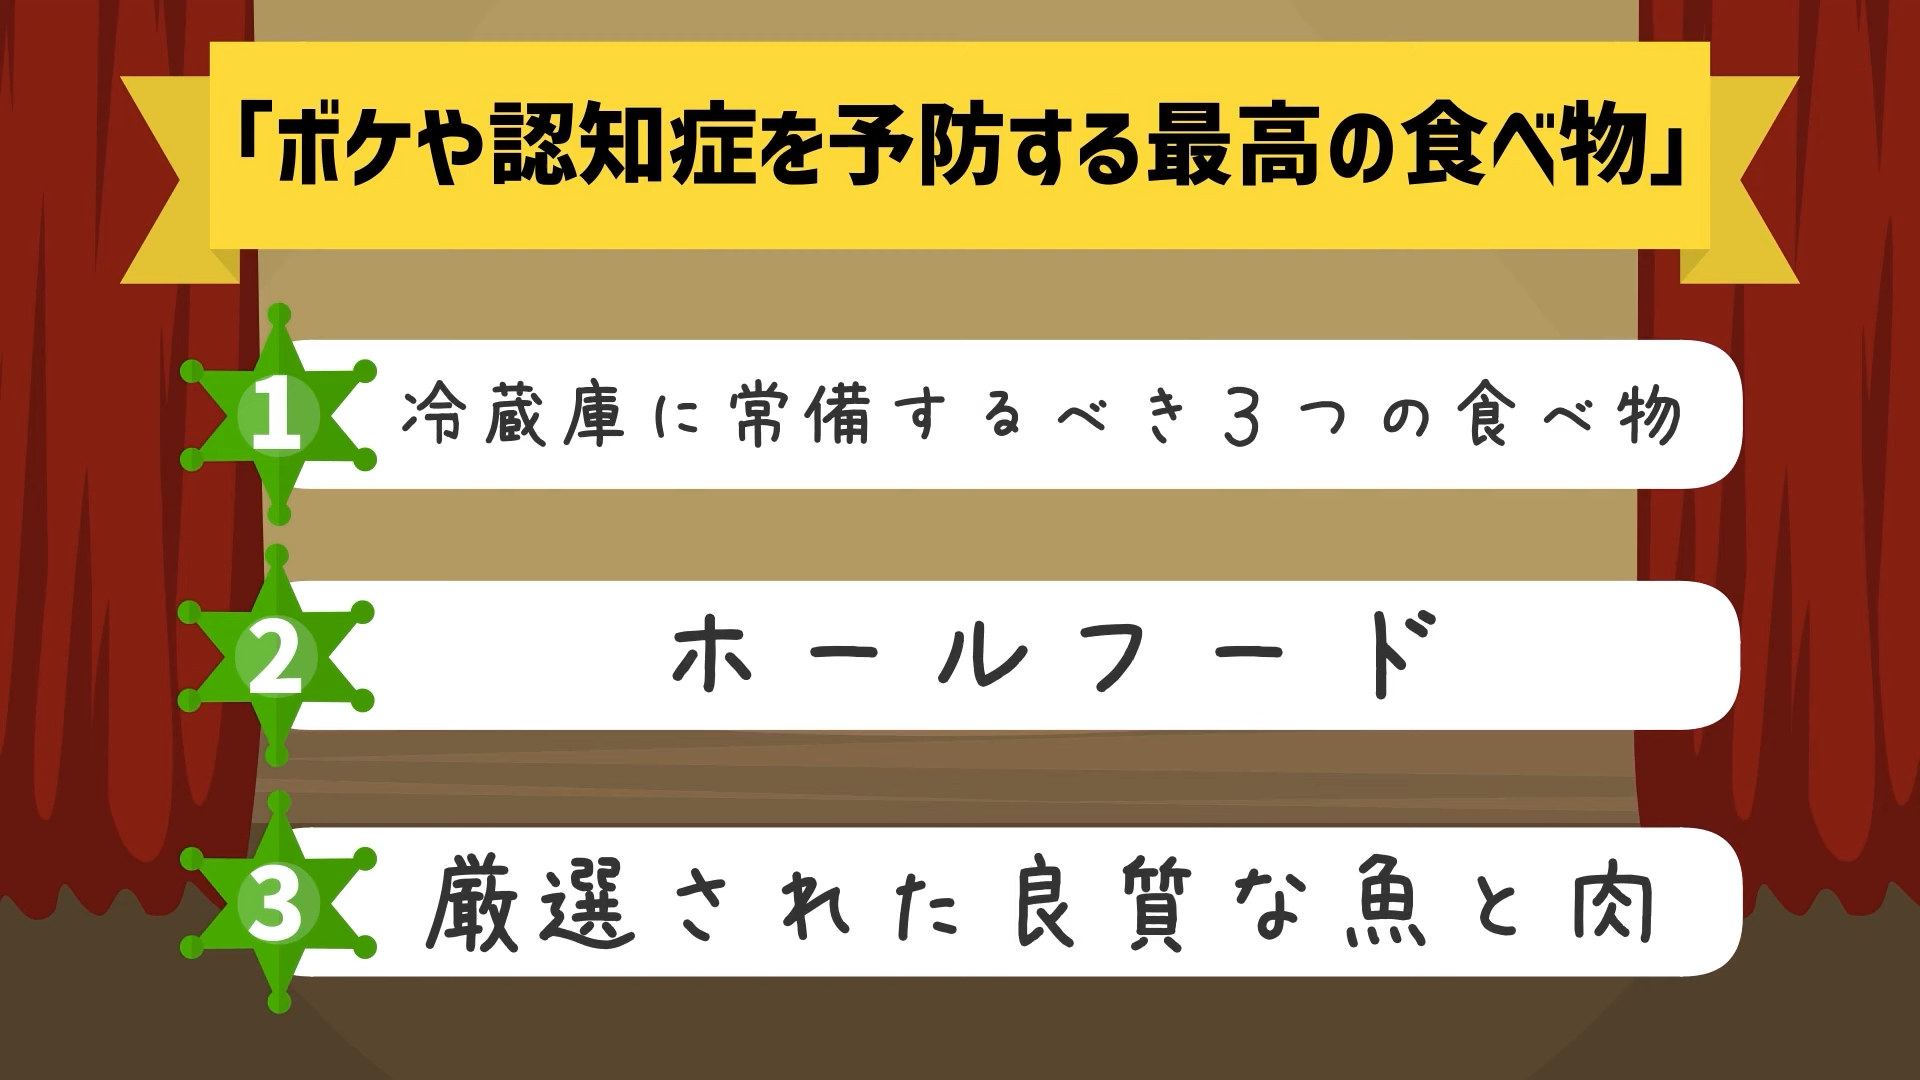 「ボケや認知症を予防する最高の食べ物」
1
冷蔵庫に常備するべき3つの食べ物
2
ホールフード
3
厳選された良質な魚と肉